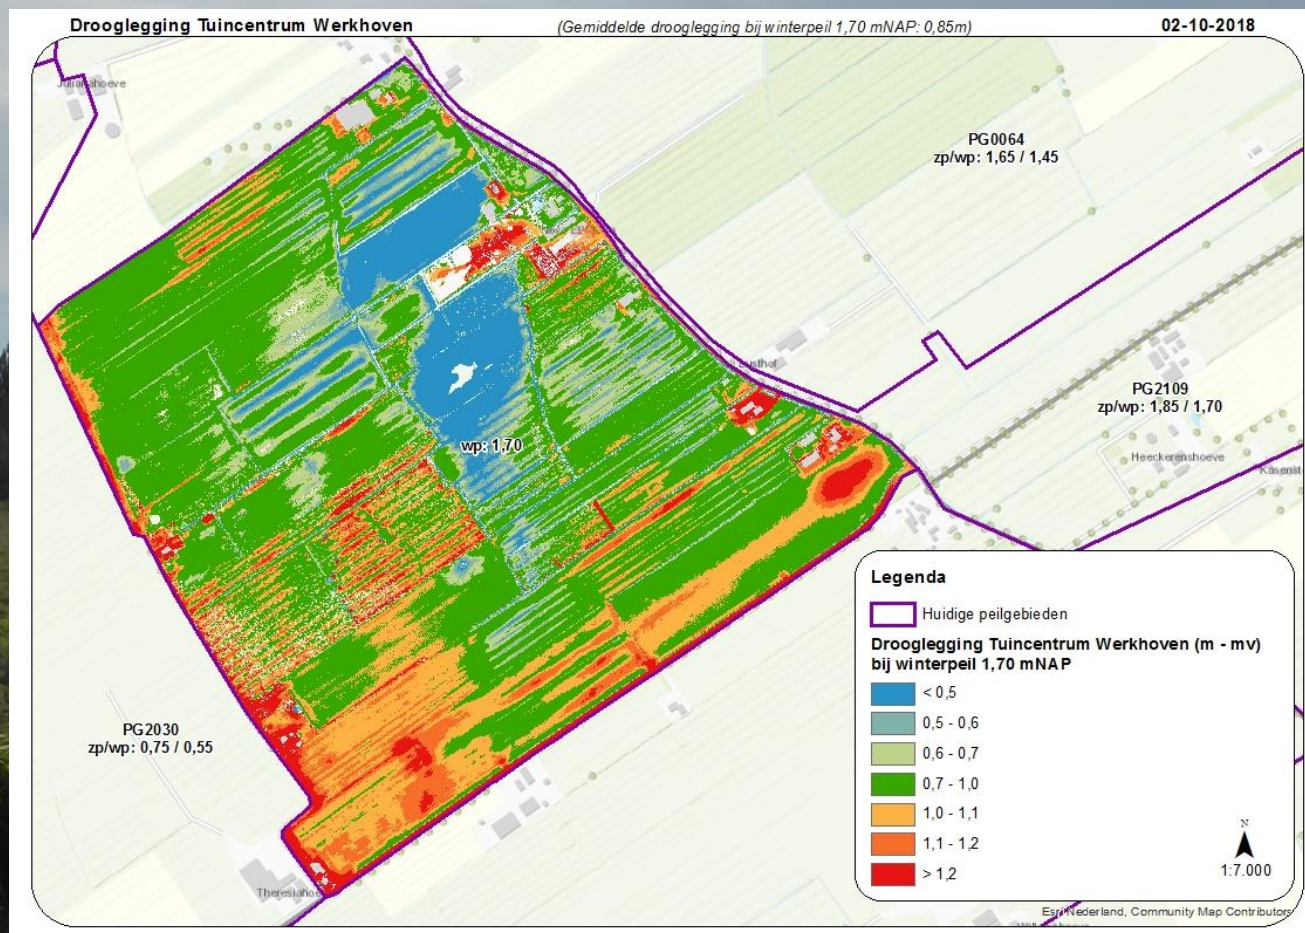 Drooglegging Tuincentrum Werkhoven
(Gemiddelde drooglegging bij winterpeil 1,70 mNAP: 0,85m)
02-10-2018
Julianahoeve
PG0064
zp/wp: 1,65 / 1,45
Lusthof
PG2109
zp/wp: 1,85 / 1,70
wp: 1,70
Heeckerenshoeve
Kasenst
PG2030
zp/wp: 0,75 / 0,55
Theresiahoe
Legenda
Huidige peilgebieden
Drooglegging Tuincentrum Werkhoven (m - mv)
bij winterpeil 1,70 mNAP
< 0,5
0,5 - 0,6
0,6 - 0,7
0,7 - 1,0
1,0 - 1,1
1,1 - 1,2
> 1,2
N
1:7.000
Esri Nederland, Community Map Contributors